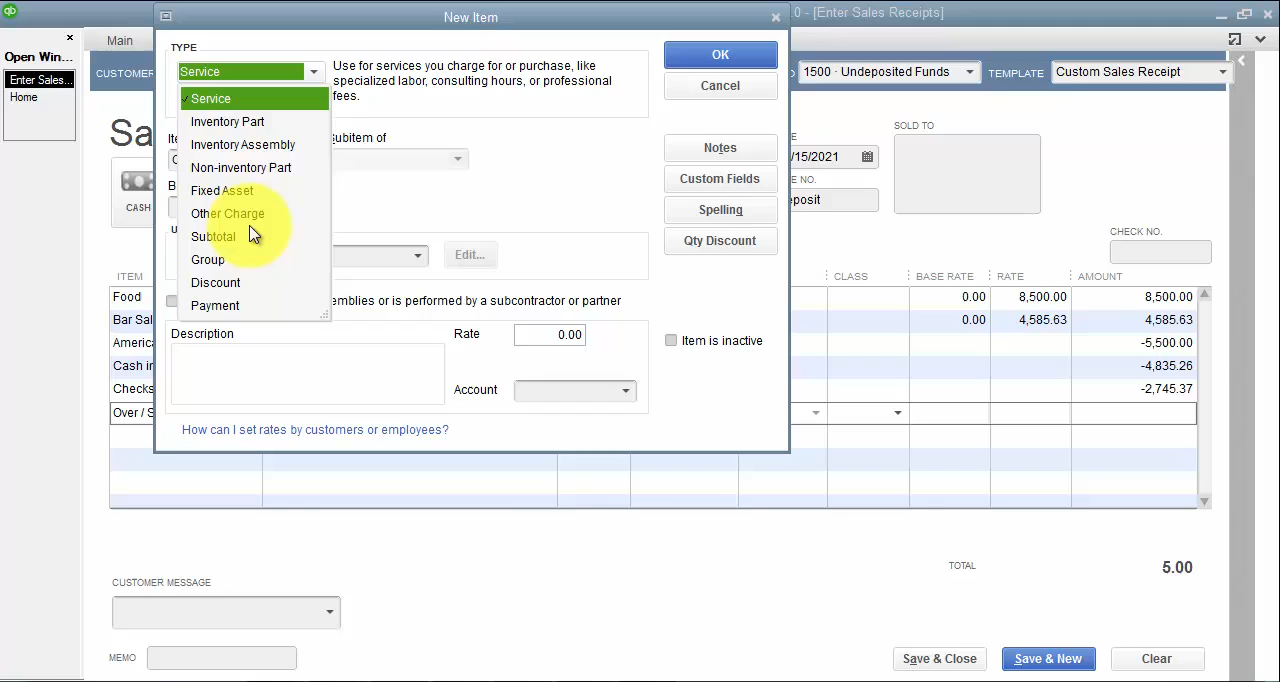 qb
New Item
.0 - [Enter Sales Receipts]
Open Win...
Enter Sales...
Home
Main
CUSTOMER
1500 · Undeposited Funds
TEMPLATE
Custom Sales Receipt
TYPE
Service
Use for services you charge for or purchase, like
specialized labor, consulting hours, or professional
fees.
OK
Cancel
Notes
Custom Fields
Spelling
Qty Discount
Item is inactive
Service
Inventory Part
Inventory Assembly
Non-inventory Part
Fixed Asset
Other Charge
Subtotal
Group
Discount
Payment
ubitem of
Edit...
emblies or is performed by a subcontractor or partner
Description
Rate
0.00
Account
How can I set rates by customers or employees?
Sa
CASH
/15/2021
E NO.
eposit
SOLD TO
CHECK NO.
ITEM
CLASS
BASE RATE
RATE
AMOUNT
Food
0.00
8,500.00
8,500.00
Bar Sal
0.00
4,585.63
4,585.63
America
-5,500.00
Cash in
-4,835.26
Checks
-2,745.37
Over / S
TOTAL
5.00
CUSTOMER MESSAGE
MEMO
Save & Close
Save & New
Clear